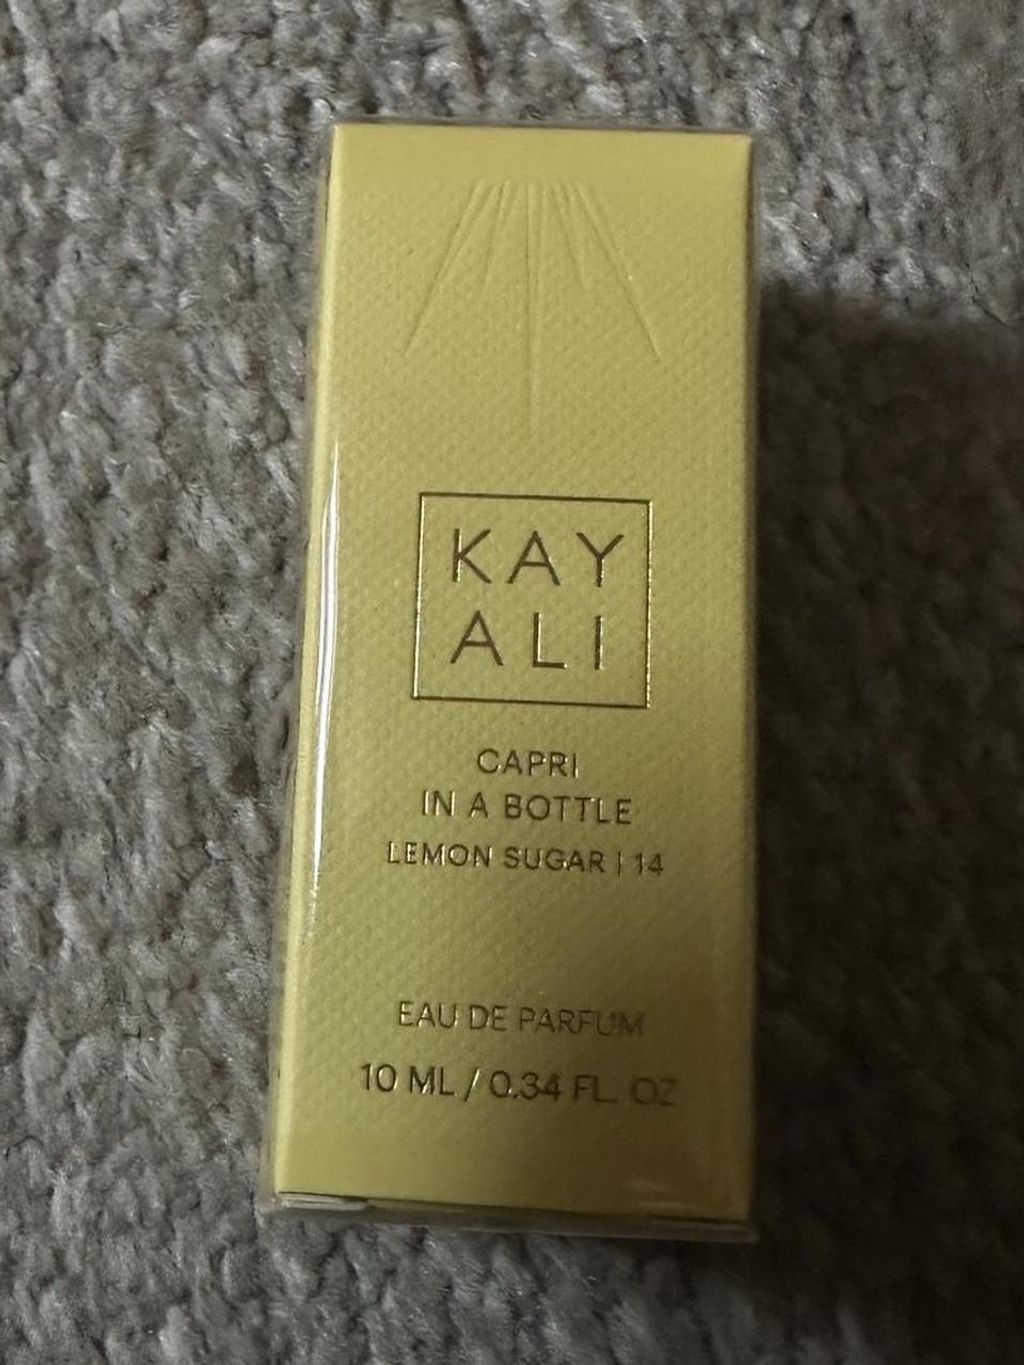 KAY
ALI
CAPRI
IN A BOTTLE
LEMON SUGAR | 14
EAU DE PARFUM
10 ML / 0.34 FL. OZ